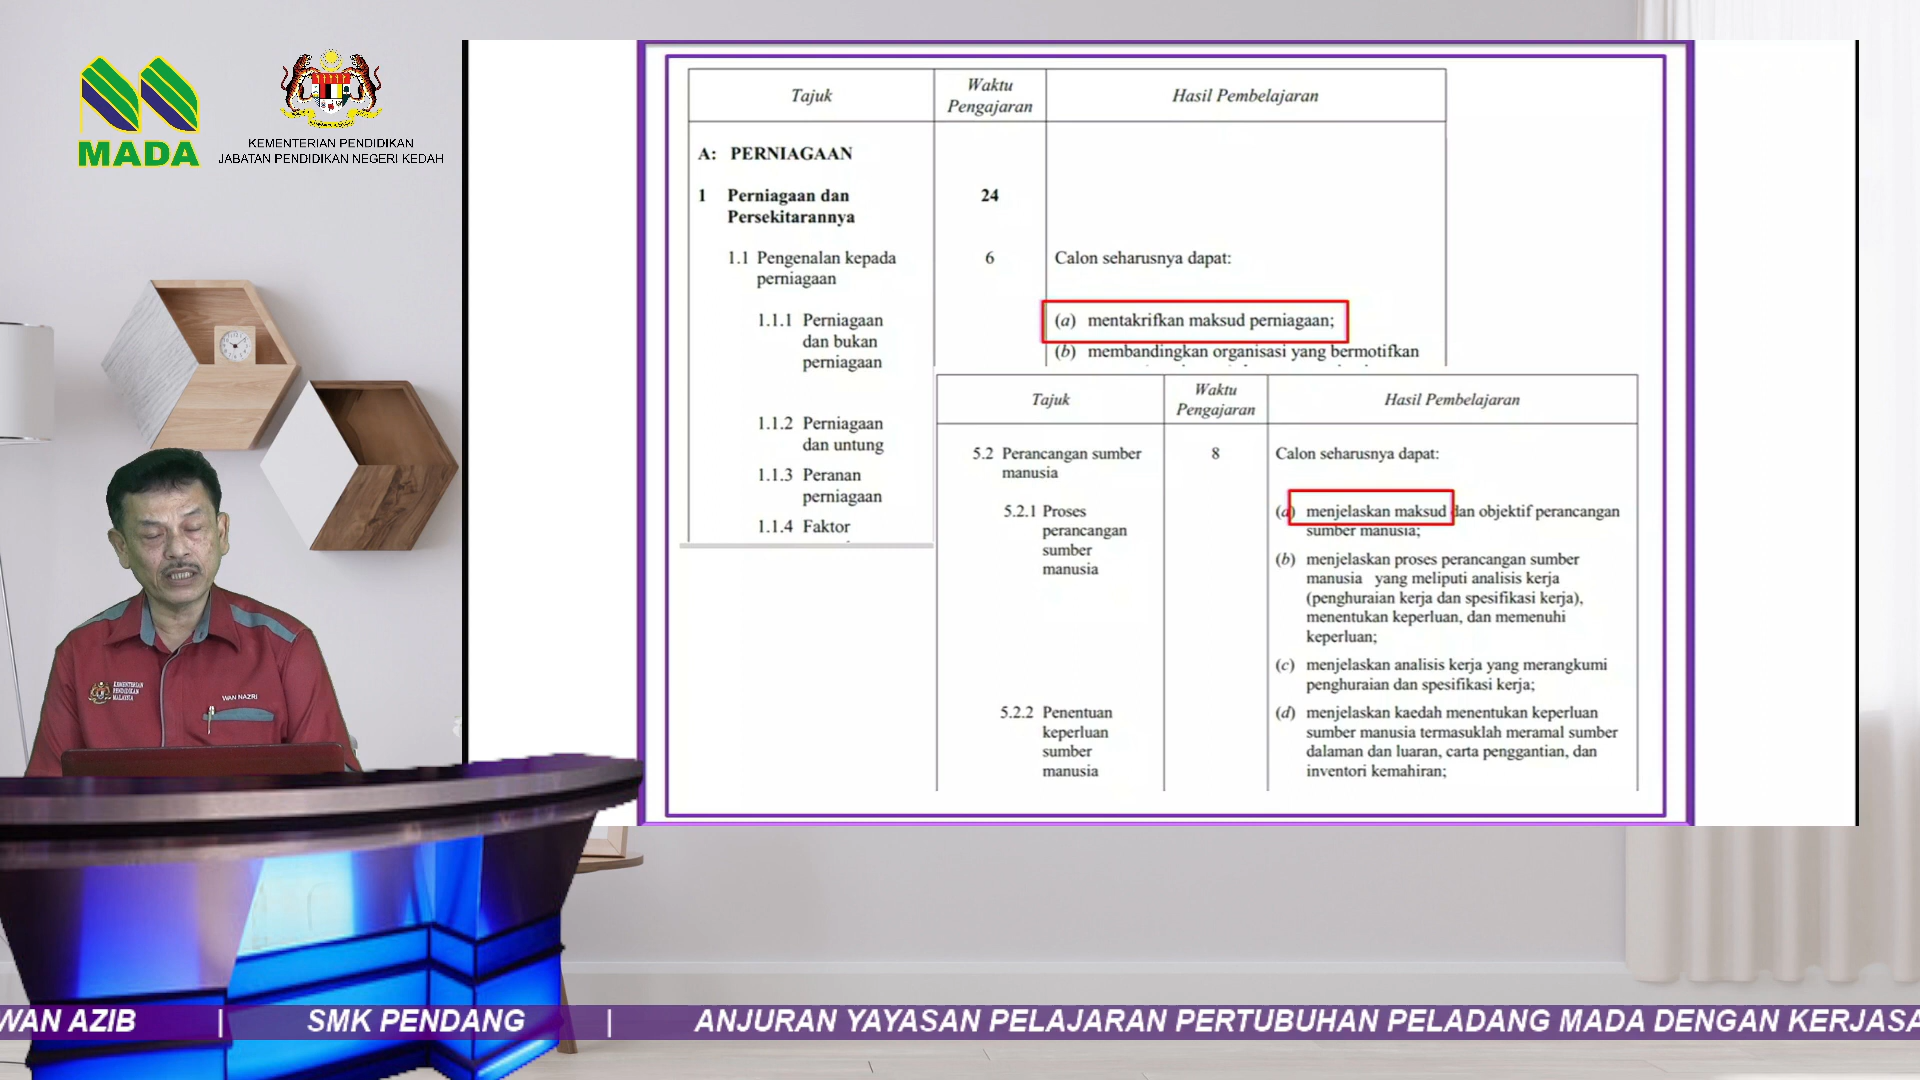 MADA
KEMENTERIAN PENDIDIKAN
JABATAN PENDIDIKAN NEGERI KEDAH
Tajuk
Waktu
Pengajaran
Hasil Pembelajaran
A: PERNIAGAAN
1 Perniagaan dan
Persekitarannya
24
1.1 Pengenalan kepada
perniagaan
6
Calon seharusnya dapat:
1.1.1 Perniagaan
dan bukan
perniagaan
(a) mentakrifkan maksud perniagaan;
(b) membandingkan organisasi yang bermotifkan
1.1.2 Perniagaan
dan untung
1.1.3 Peranan
perniagaan
1.1.4 Faktor
Tajuk
Waktu
Pengajaran
Hasil Pembelajaran
5.2 Perancangan sumber
manusia
8
Calon seharusnya dapat:
5.2.1 Proses
perancangan
sumber
manusia
(a) menjelaskan maksud dan objektif perancangan
sumber manusia;
(b) menjelaskan proses perancangan sumber
manusia yang meliputi analisis kerja
(penghuraian kerja dan spesifikasi kerja),
menentukan keperluan, dan memenuhi
keperluan;
(c) menjelaskan analisis kerja yang merangkumi
penghuraian dan spesifikasi kerja;
5.2.2 Penentuan
keperluan
sumber
manusia
(d) menjelaskan kaedah menentukan keperluan
sumber manusia termasuklah meramal sumber
dalaman dan luaran, carta penggantian, dan
inventori kemahiran;
KEMENTERIAN
PENDIDIKAN
MALAYSIA
WAN NAZRI
WAN AZIB | SMK PENDANG | ANJURAN YAYASAN PELAJARAN PERTUBUHAN PELADANG MADA DENGAN KERJASA